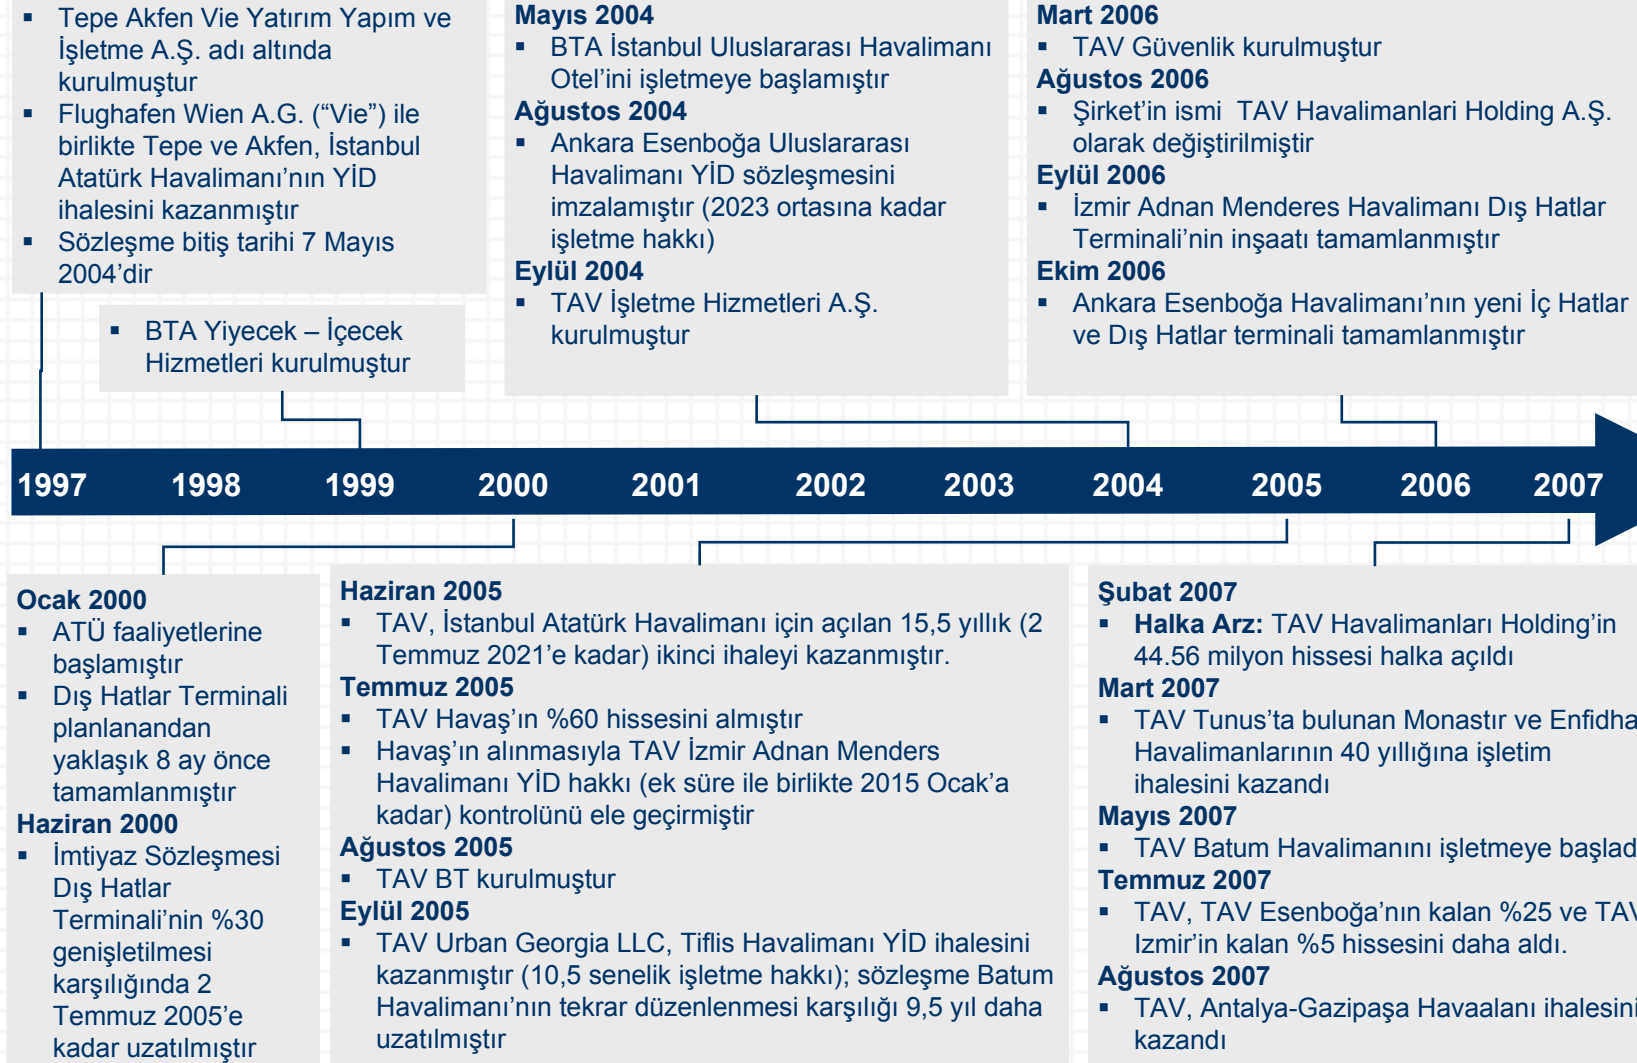 ▪ Tepe Akfen Vie Yatırım Yapım ve
İşletme A.Ş. adı altında
kurulmuştur
▪ Flughafen Wien A.G. (“Vie”) ile
birlikte Tepe ve Akfen, İstanbul
Atatürk Havalimanı’nın YİD
ihalesini kazanmıştır
▪ Sözleşme bitiş tarihi 7 Mayıs
2004’dir
▪ BTA Yiyecek – İçecek
Hizmetleri kurulmuştur
Mayıs 2004
▪ BTA İstanbul Uluslararası Havalimanı
Otel’ini işletmeye başlamıştır
Ağustos 2004
▪ Ankara Esenboğa Uluslararası
Havalimanı YİD sözleşmesini
imzalamıştır (2023 ortasına kadar
işletme hakkı)
Eylül 2004
▪ TAV İşletme Hizmetleri A.Ş.
kurulmuştur
Mart 2006
▪ TAV Güvenlik kurulmuştur
Ağustos 2006
▪ Şirket’in ismi TAV Havalimanlari Holding A.Ş.
olarak değiştirilmiştir
Eylül 2006
▪ İzmir Adnan Menderes Havalimanı Dış Hatlar
Terminali’nin inşaatı tamamlanmıştır
Ekim 2006
▪ Ankara Esenboğa Havalimanı’nın yeni İç Hatlar
ve Dış Hatlar terminali tamamlanmıştır
1997 1998 1999 2000 2001 2002 2003 2004 2005 2006 2007
Ocak 2000
▪ ATÜ faaliyetlerine
başlamıştır
▪ Dış Hatlar Terminali
planlanandan
yaklaşık 8 ay önce
tamamlanmıştır
Haziran 2000
▪ İmtiyaz Sözleşmesi
Dış Hatlar
Terminali’nin %30
genişletilmesi
karşılığında 2
Temmuz 2005’e
kadar uzatılmıştır
Haziran 2005
▪ TAV, İstanbul Atatürk Havalimanı için açılan 15,5 yıllık (2
Temmuz 2021’e kadar) ikinci ihaleyi kazanmıştır.
Temmuz 2005
▪ TAV Havaş’ın %60 hissesini almıştır
▪ Havaş’ın alınmasıyla TAV İzmir Adnan Menders
Havalimanı YİD hakkı (ek süre ile birlikte 2015 Ocak’a
kadar) kontrolünü ele geçirmiştir
Ağustos 2005
▪ TAV BT kurulmuştur
Eylül 2005
▪ TAV Urban Georgia LLC, Tiflis Havalimanı YİD ihalesini
kazanmıştır (10,5 senelik işletme hakkı); sözleşme Batum
Havalimanı’nın tekrar düzenlenmesi karşılığı 9,5 yıl daha
uzatılmıştır
Şubat 2007
▪ Halka Arz: TAV Havalimanları Holding’in
44.56 milyon hissesi halka açıldı
Mart 2007
▪ TAV Tunus’ta bulunan Monastır ve Enfidha
Havalimanlarının 40 yıllığına işletim
ihalesini kazandı
Mayıs 2007
▪ TAV Batum Havalimanını işletmeye başlad
Temmuz 2007
▪ TAV, TAV Esenboğa’nın kalan %25 ve TAV
Izmir’in kalan %5 hissesini daha aldı.
Ağustos 2007
▪ TAV, Antalya-Gazipaşa Havaalanı ihalesini
kazandı